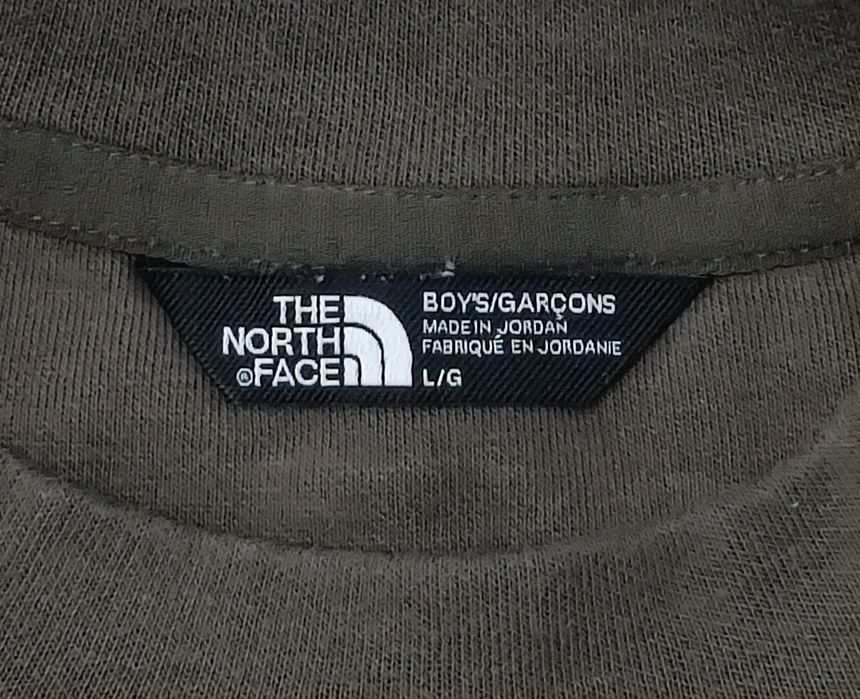 THE
NORTH
®FACE
BOY'S/GARÇONS
MADE IN JORDAN
FABRIQUÉ EN JORDANIE
L/G